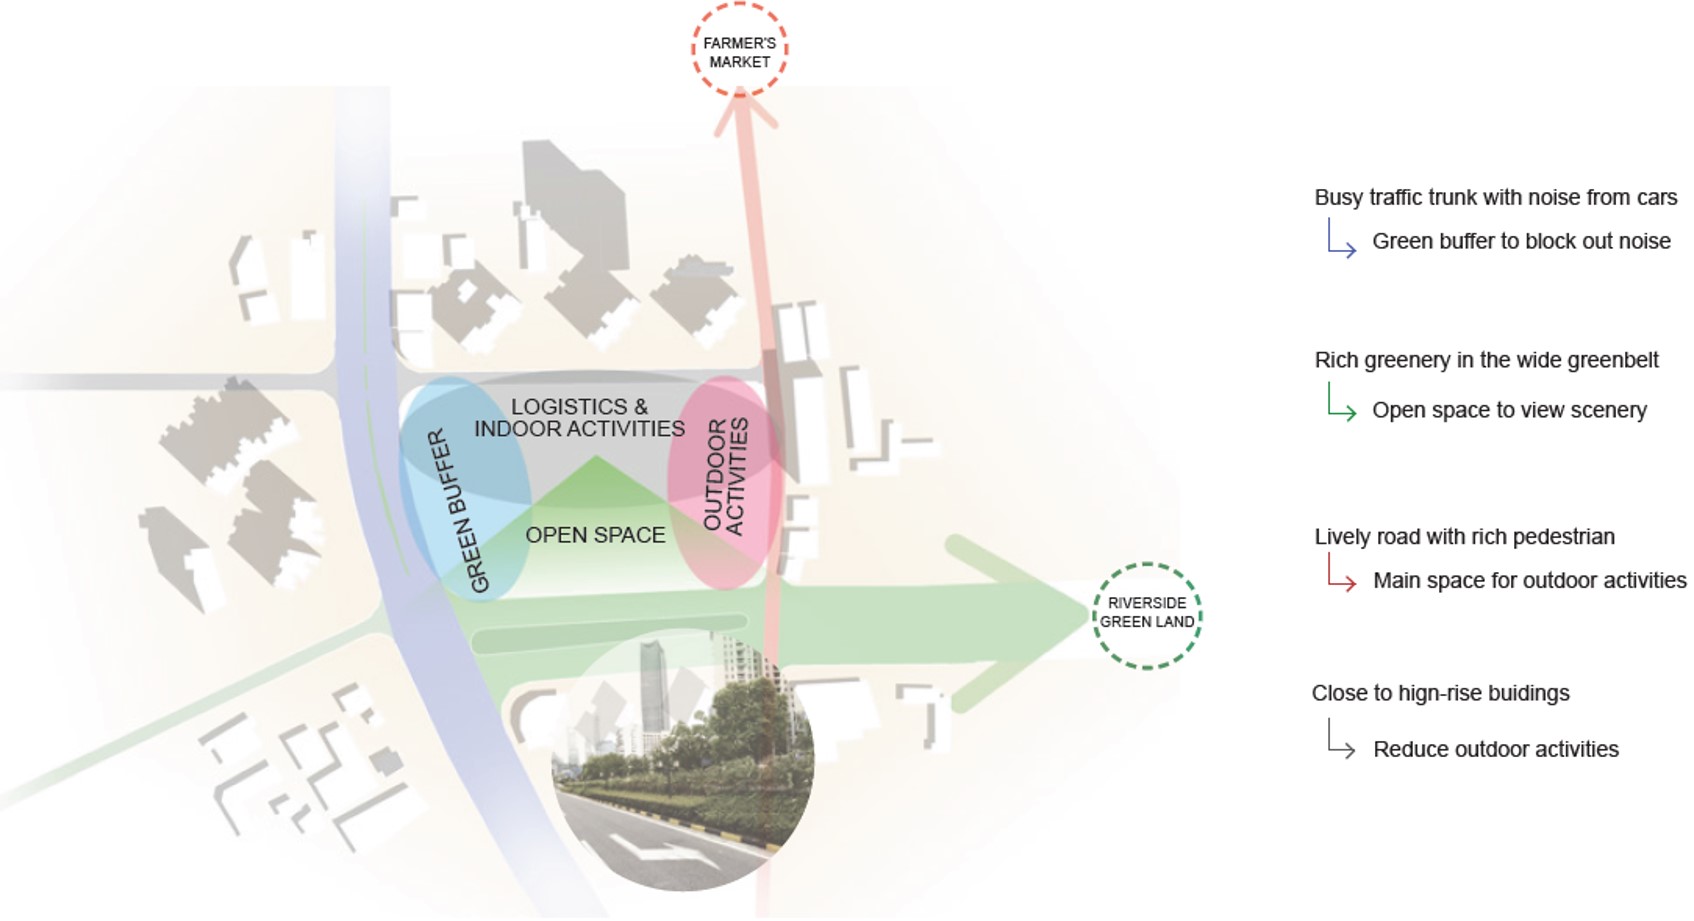 FARMER'S
MARKET
LOGISTICS &
INDOOR ACTIVITIES
GREEN BUFFER
OUTDOOR
ACTIVITIES
OPEN SPACE
RIVERSIDE
GREEN LAND
Busy traffic trunk with noise from cars
Green buffer to block out noise
Rich greenery in the wide greenbelt
Open space to view scenery
Lively road with rich pedestrian
Main space for outdoor activities
Close to hign-rise buidings
Reduce outdoor activities